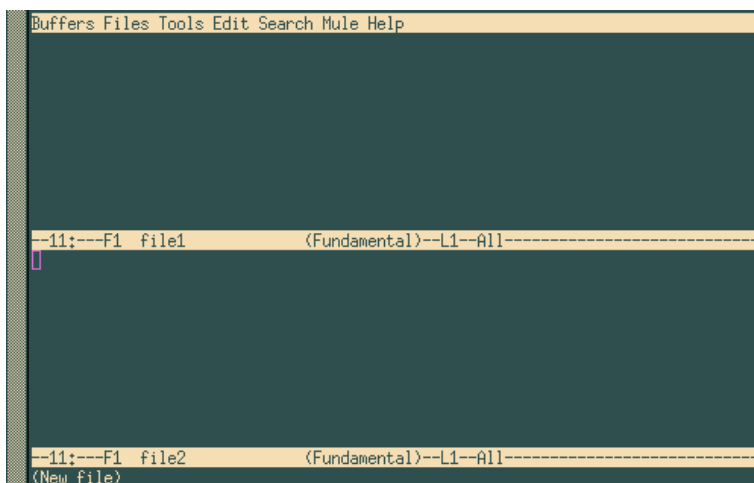 Buffers Files Tools Edit Search Mule Help
--11:---F1  file1             (Fundamental)--L1--All---------------------------
--11:---F1  file2             (Fundamental)--L1--All---------------------------
(New file)